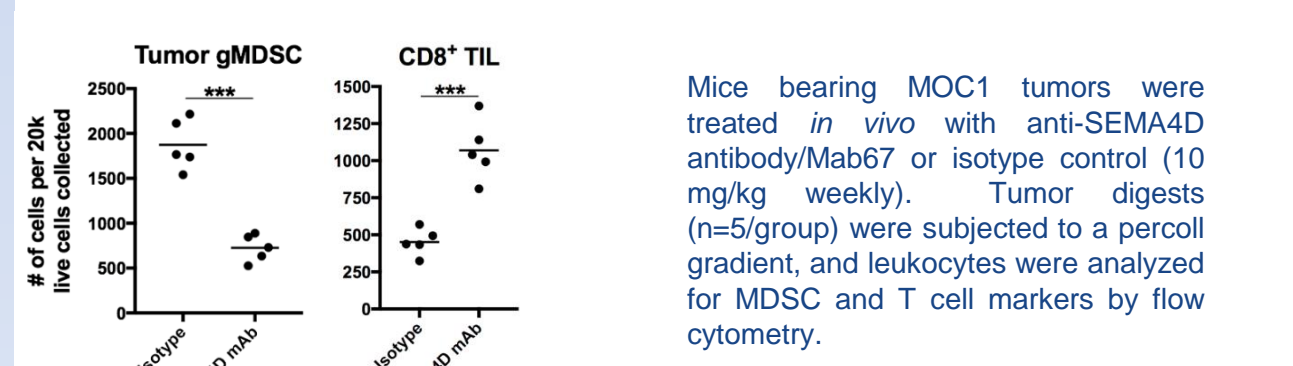 Tumor gMDSC
CD8+ TIL
# of cells per 20k
live cells collected
2500
2000
1500
1000
500
0
***
1500
1250
1000
750
500
250
0
***
Isotype
4D mAb
Mice bearing MOC1 tumors were
treated in vivo with anti-SEMA4D
antibody/Mab67 or isotype control (10
mg/kg weekly). Tumor digests
(n=5/group) were subjected to a percoll
gradient, and leukocytes were analyzed
for MDSC and T cell markers by flow
cytometry.